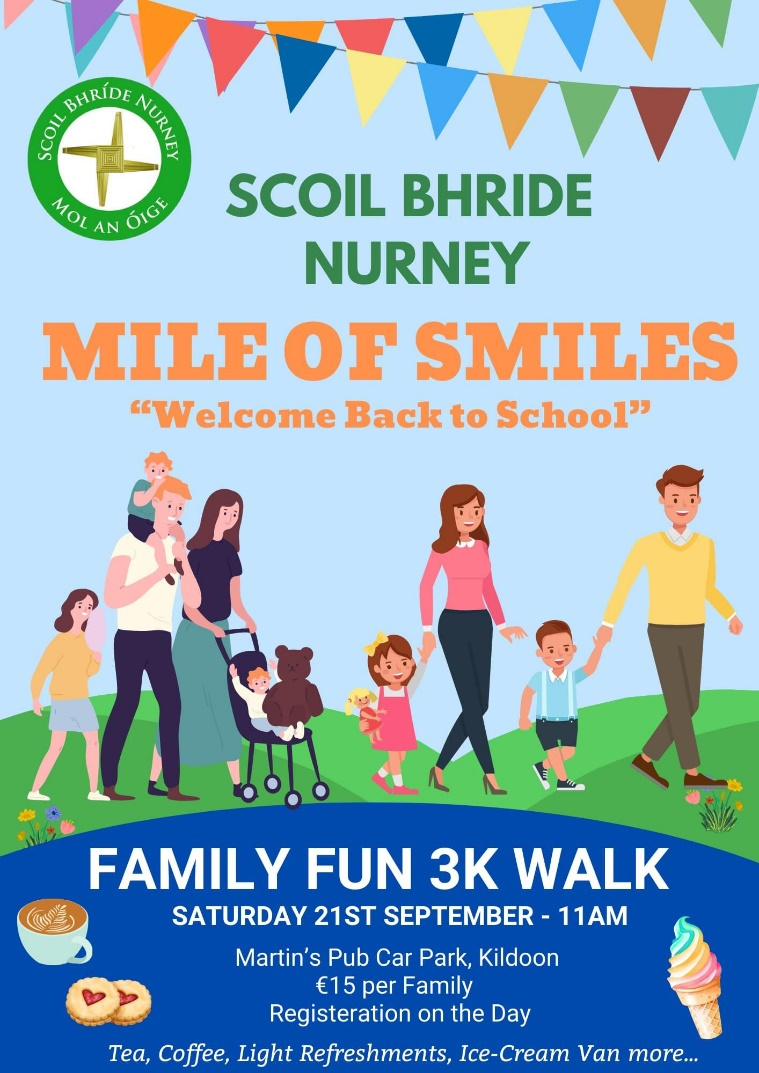 SCOIL BHRÍDE NURNEY
MOL AN ÓIGE
SCOIL BHRIDE
NURNEY
MILE OF SMILES
“Welcome Back to School”
FAMILY FUN 3K WALK
SATURDAY 21ST SEPTEMBER - 11AM
Martin’s Pub Car Park, Kildoon
€15 per Family
Registeration on the Day
Tea, Coffee, Light Refreshments, Ice-Cream Van more...